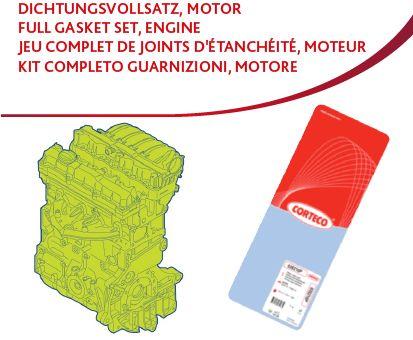 DICHTUNGSVOLLSATZ, MOTOR
FULL GASKET SET, ENGINE
JEU COMPLET DE JOINTS D'ÉTANCHÉITÉ, MOTEUR
KIT COMPLETO GUARNIZIONI, MOTORE
CORTECO